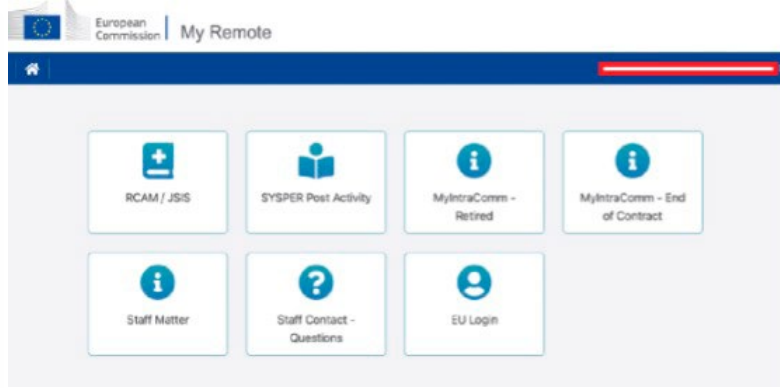 European
Commission
My Remote
RCAM / JSIS
SYSPER Post Activity
MyIntraComm -
Retired
MyIntraComm - End
of Contract
Staff Matter
Staff Contact -
Questions
EU Login